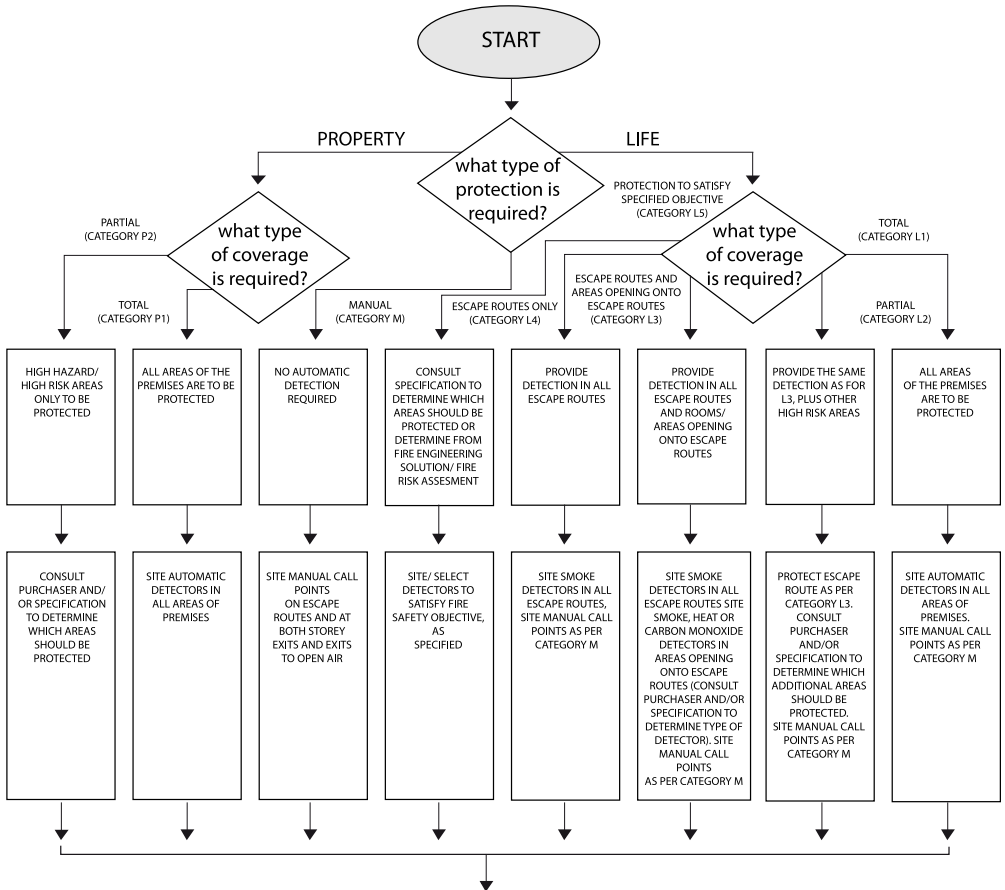 START
PROPERTY
LIFE
what type of
protection is
required?
PROTECTION TO SATISFY
SPECIFIED OBJECTIVE
(CATEGORY L5)
PARTIAL
(CATEGORY P2)
what type
of coverage
is required?
what type
of coverage
is required?
TOTAL
(CATEGORY L1)
TOTAL
(CATEGORY P1)
MANUAL
(CATEGORY M)
ESCAPE ROUTES ONLY
(CATEGORY L4)
ESCAPE ROUTES AND
AREAS OPENING ONTO
ESCAPE ROUTES
(CATEGORY L3)
PARTIAL
(CATEGORY L2)
HIGH HAZARD/
HIGH RISK AREAS
ONLY TO BE
PROTECTED
ALL AREAS OF THE
PREMISES ARE TO BE
PROTECTED
NO AUTOMATIC
DETECTION
REQUIRED
CONSULT
SPECIFICATION TO
DETERMINE WHICH
AREAS SHOULD BE
PROTECTED OR
DETERMINE FROM
FIRE ENGINEERING
SOLUTION/ FIRE
RISK ASSESMENT
PROVIDE
DETECTION IN ALL
ESCAPE ROUTES
PROVIDE
DETECTION IN ALL
ESCAPE ROUTES
AND ROOMS/
AREAS OPENING
ONTO ESCAPE
ROUTES
PROVIDE THE SAME
DETECTION AS FOR
L3, PLUS OTHER
HIGH RISK AREAS
ALL AREAS
OF THE PREMISES
ARE TO BE
PROTECTED
CONSULT
PURCHASER AND/
OR SPECIFICATION
TO DETERMINE
WHICH AREAS
SHOULD BE
PROTECTED
SITE AUTOMATIC
DETECTORS IN
ALL AREAS OF
PREMISES
SITE MANUAL CALL
POINTS
ON ESCAPE
ROUTES AND AT
BOTH STOREY
EXITS AND EXITS
TO OPEN AIR
SITE/ SELECT
DETECTORS TO
SATISFY FIRE
SAFETY OBJECTIVE,
AS
SPECIFIED
SITE SMOKE
DETECTORS IN ALL
ESCAPE ROUTES,
SITE MANUAL CALL
POINTS AS PER
CATEGORY M
SITE SMOKE
DETECTORS IN ALL
ESCAPE ROUTES SITE
SMOKE, HEAT OR
CARBON MONOXIDE
DETECTORS IN
AREAS OPENING
ONTO ESCAPE
ROUTES (CONSULT
PURCHASER AND/OR
SPECIFICATION TO
DETERMINE TYPE OF
DETECTOR). SITE
MANUAL CALL
POINTS
AS PER CATEGORY M
PROTECT ESCAPE
ROUTE AS PER
CATEGORY L3.
CONSULT
PURCHASER
AND/OR
SPECIFICATION TO
DETERMINE WHICH
ADDITIONAL AREAS
SHOULD BE
PROTECTED.
SITE MANUAL CALL
POINTS AS PER
CATEGORY M
SITE AUTOMATIC
DETECTORS IN ALL
AREAS OF
PREMISES.
SITE MANUAL CALL
POINTS AS PER
CATEGORY M